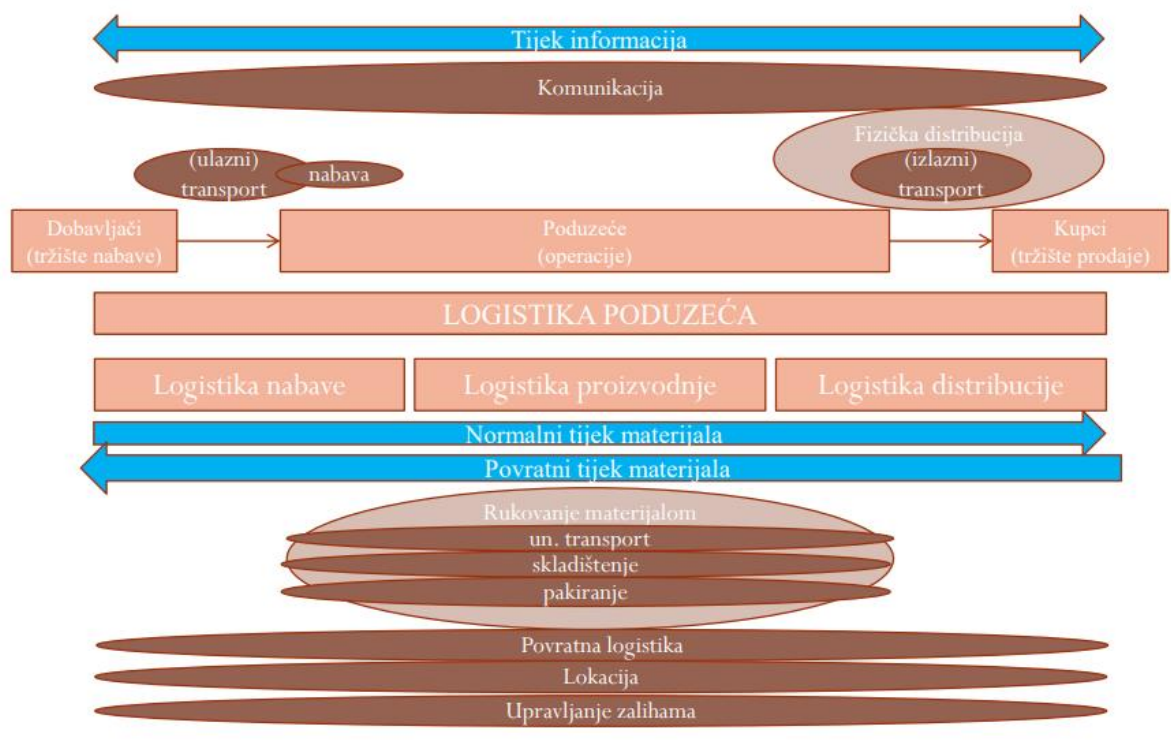 Tijek informacija
Komunikacija
Fizička distribucija
(ulazni)
transport
nabava
(izlazni)
transport
Dobavljači
(tržište nabave)
Poduzeće
(operacije)
Kupci
(tržište prodaje)
LOGISTIKA PODUZEĆA
Logistika nabave
Logistika proizvodnje
Logistika distribucije
Normalni tijek materijala
Povratni tijek materijala
Rukovanje materijalom
un. transport
skladištenje
pakiranje
Povratna logistika
Lokacija
Upravljanje zalihama